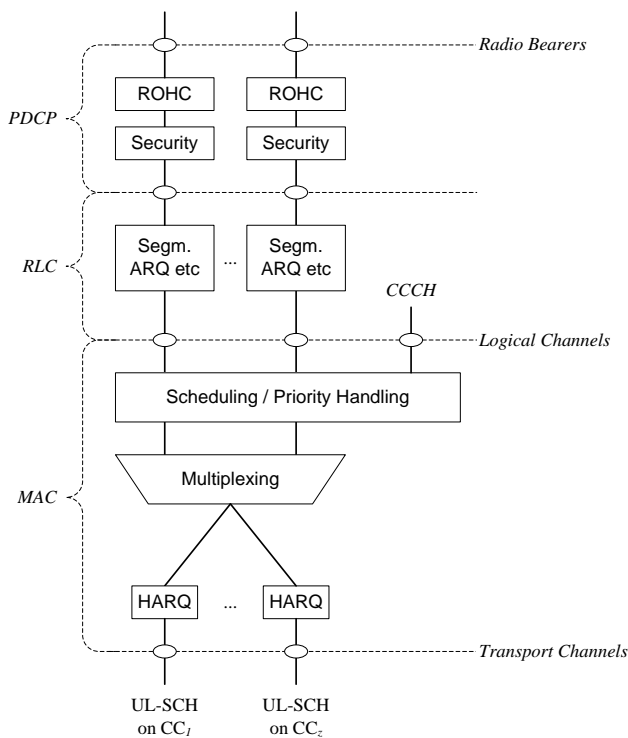 Radio Bearers
ROHC ROHC
PDCP
Security Security
Segm. ARQ etc ... Segm. ARQ etc
RLC
CCCH
Logical Channels
Scheduling / Priority Handling
Multiplexing
MAC
HARQ ... HARQ
Transport Channels
UL-SCH on CC1 UL-SCH on CCz